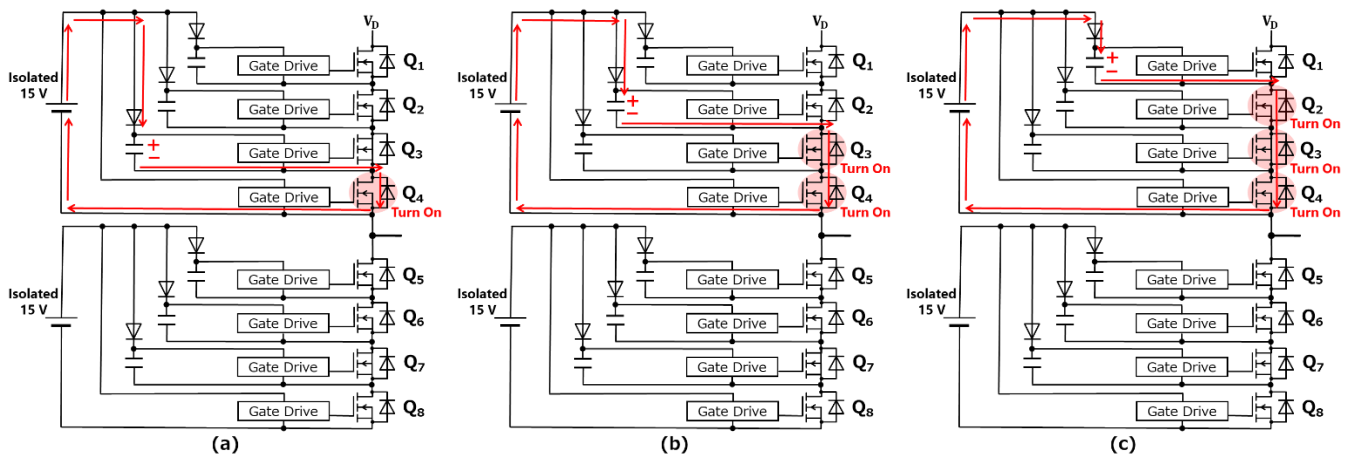 V_D
Isolated
15 V
+
−
Gate Drive
Q₁
Gate Drive
Q₂
Gate Drive
Q₃
Gate Drive
Q₄
Turn On
Isolated
15 V
Gate Drive
Q₅
Gate Drive
Q₆
Gate Drive
Q₇
Gate Drive
Q₈
(a)
V_D
Isolated
15 V
+
−
Gate Drive
Q₁
Gate Drive
Q₂
Gate Drive
Q₃
Turn On
Gate Drive
Q₄
Turn On
Isolated
15 V
Gate Drive
Q₅
Gate Drive
Q₆
Gate Drive
Q₇
Gate Drive
Q₈
(b)
V_D
Isolated
15 V
+
−
Gate Drive
Q₁
Gate Drive
Q₂
Turn On
Gate Drive
Q₃
Turn On
Gate Drive
Q₄
Turn On
Isolated
15 V
Gate Drive
Q₅
Gate Drive
Q₆
Gate Drive
Q₇
Gate Drive
Q₈
(c)